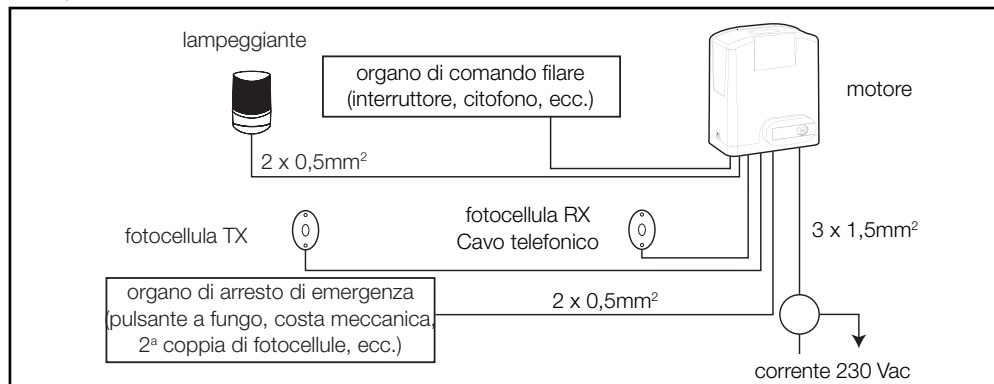 lampeggiante
organo di comando filare
(interruttore, citofono, ecc.)
motore
2 x 0,5mm²
fotocellula TX
fotocellula RX
Cavo telefonico
3 x 1,5mm²
organo di arresto di emergenza
(pulsante a fungo, costa meccanica,
2ª coppia di fotocellule, ecc.)
2 x 0,5mm²
corrente 230 Vac